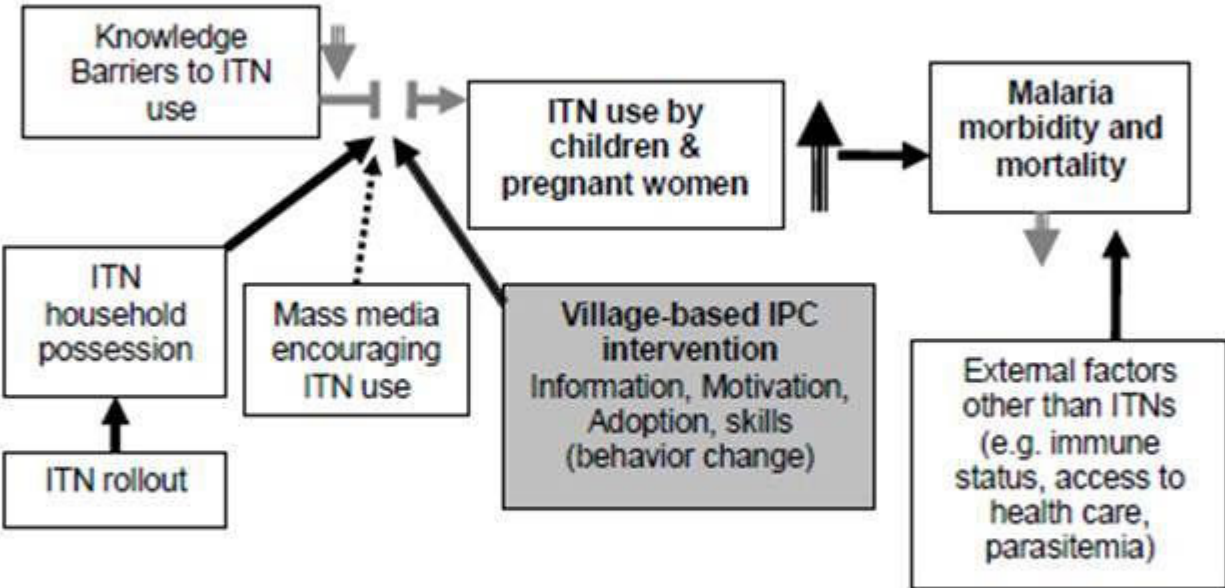 Knowledge
Barriers to ITN
use
ITN use by
children &
pregnant women
Malaria
morbidity and
mortality
ITN
household
possession
Mass media
encouraging
ITN use
Village-based IPC
intervention
Information, Motivation,
Adoption, skills
(behavior change)
External factors
other than ITNs
(e.g. immune
status, access to
health care,
parasitemia)
ITN rollout